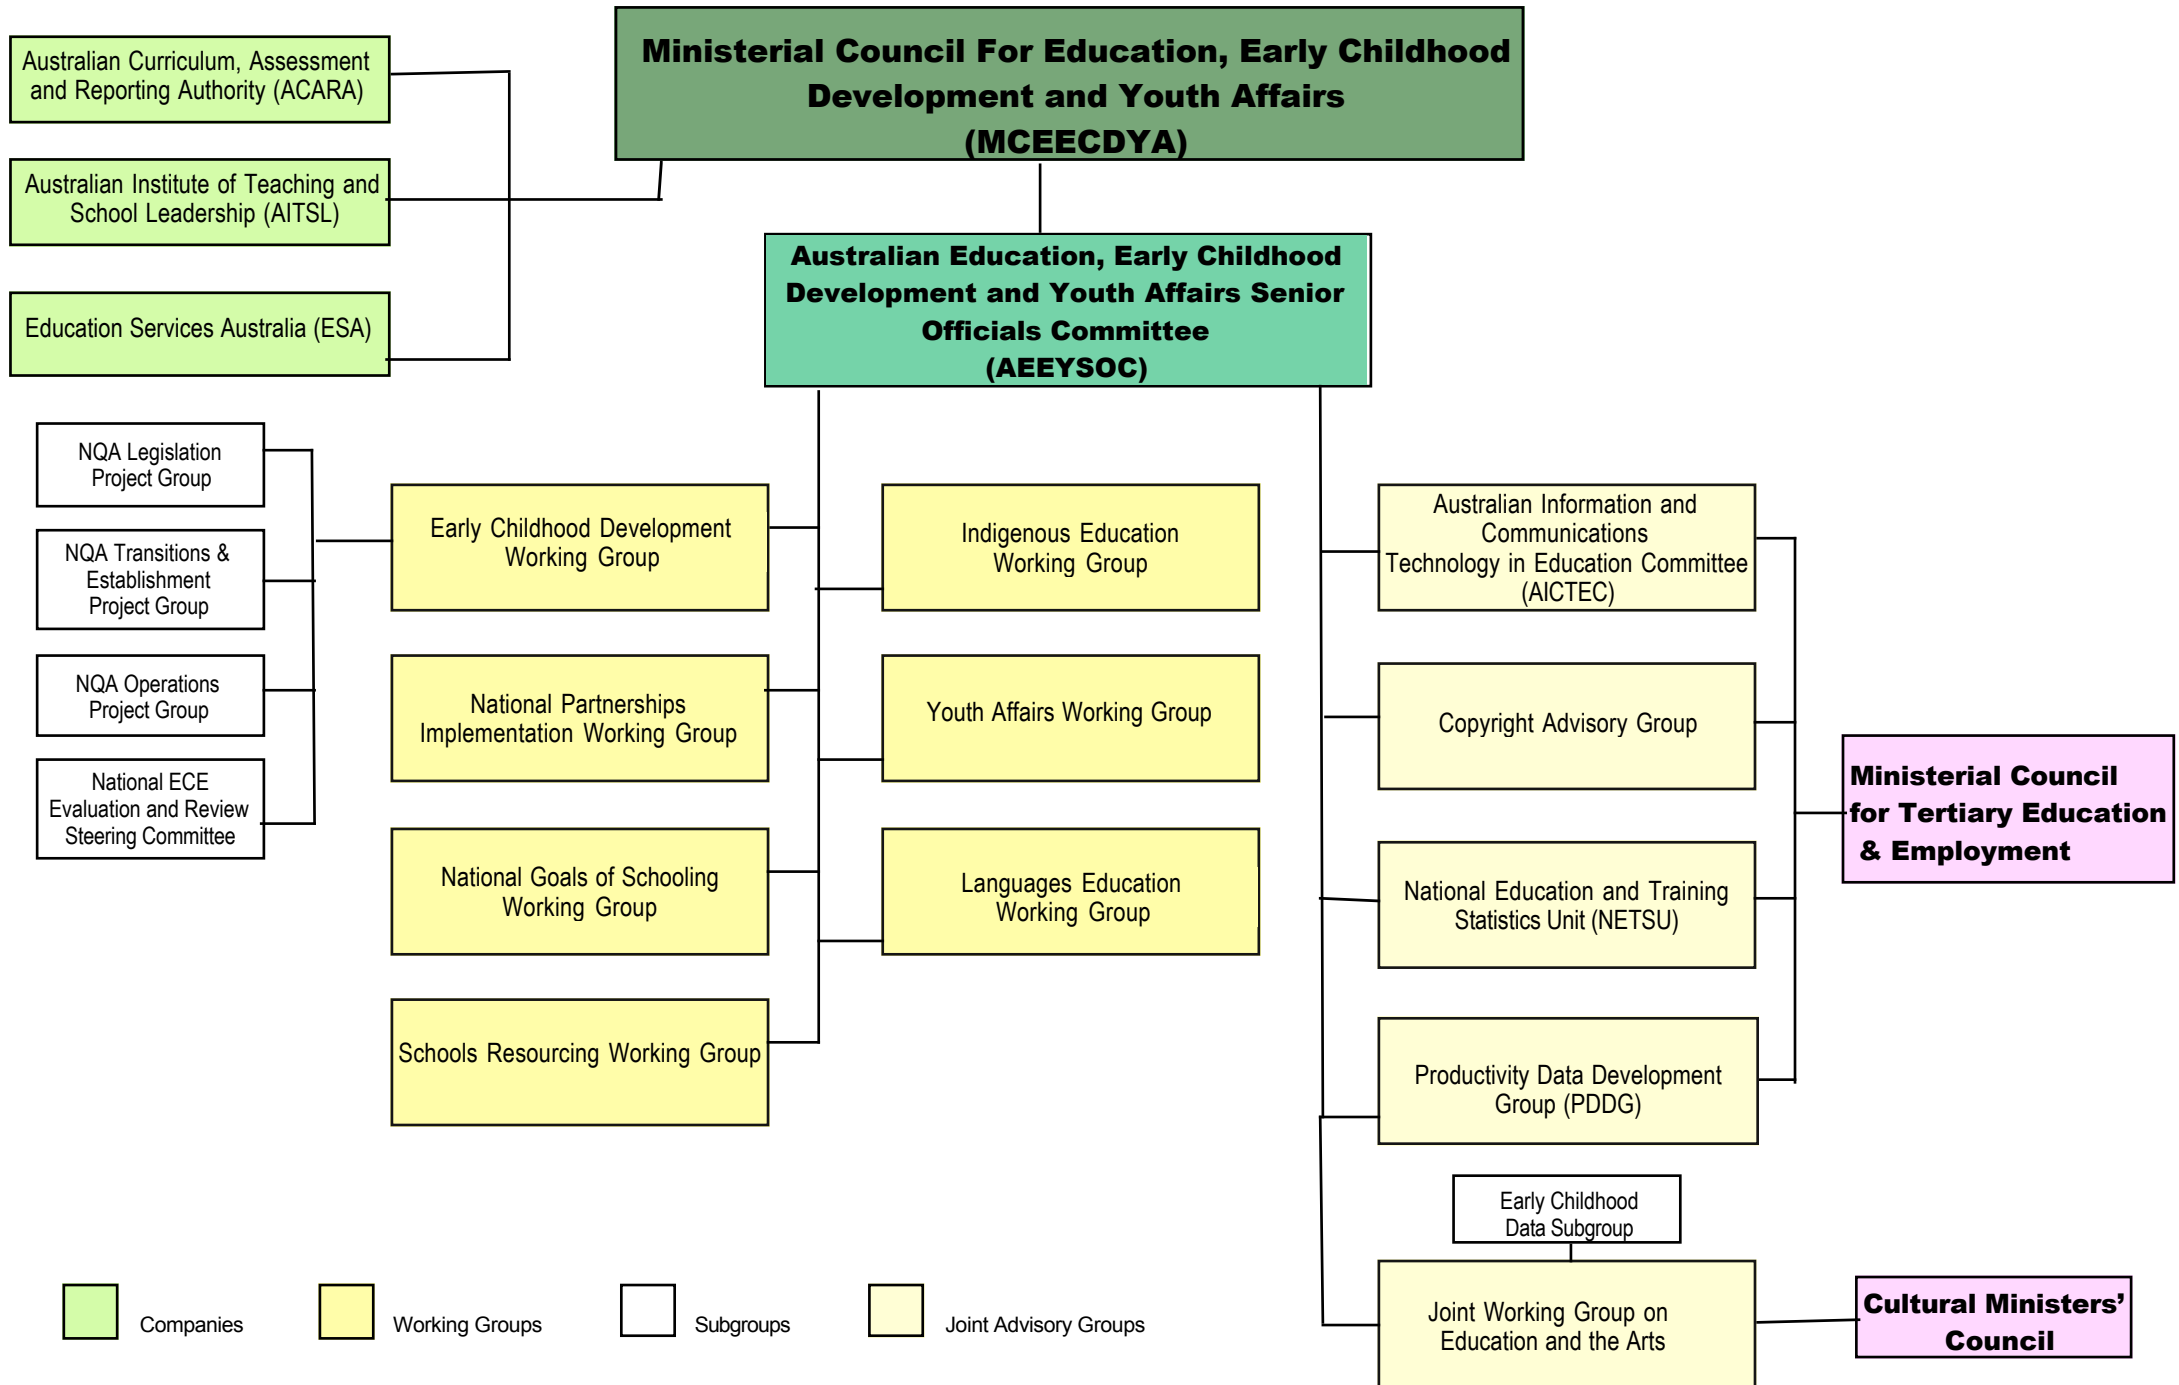 Ministerial Council For Education, Early Childhood
Development and Youth Affairs
(MCEECDYA)
Australian Curriculum, Assessment
and Reporting Authority (ACARA)
Australian Institute of Teaching and
School Leadership (AITSL)
Education Services Australia (ESA)
Australian Education, Early Childhood
Development and Youth Affairs Senior
Officials Committee
(AEEYSOC)
NQA Legislation
Project Group
NQA Transitions &
Establishment
Project Group
NQA Operations
Project Group
National ECE
Evaluation and Review
Steering Committee
Early Childhood Development
Working Group
National Partnerships
Implementation Working Group
National Goals of Schooling
Working Group
Schools Resourcing Working Group
Indigenous Education
Working Group
Youth Affairs Working Group
Languages Education
Working Group
Australian Information and
Communications
Technology in Education Committee
(AICTEC)
Copyright Advisory Group
National Education and Training
Statistics Unit (NETSU)
Productivity Data Development
Group (PDDG)
Early Childhood
Data Subgroup
Joint Working Group on
Education and the Arts
Ministerial Council
for Tertiary Education
& Employment
Cultural Ministers’
Council
Companies
Working Groups
Subgroups
Joint Advisory Groups